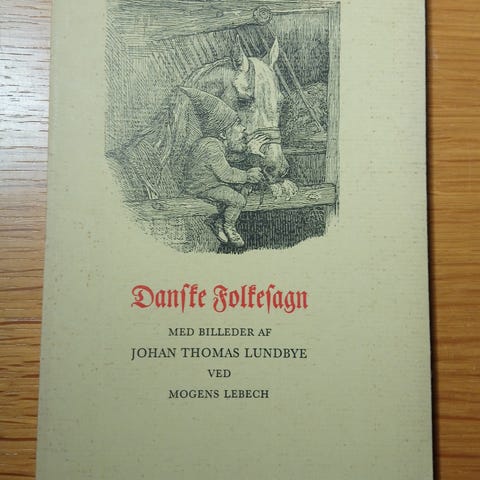 Danſke Folkeſagn
MED BILLEDER AF
JOHAN THOMAS LUNDBYE
VED
MOGENS LEBECH